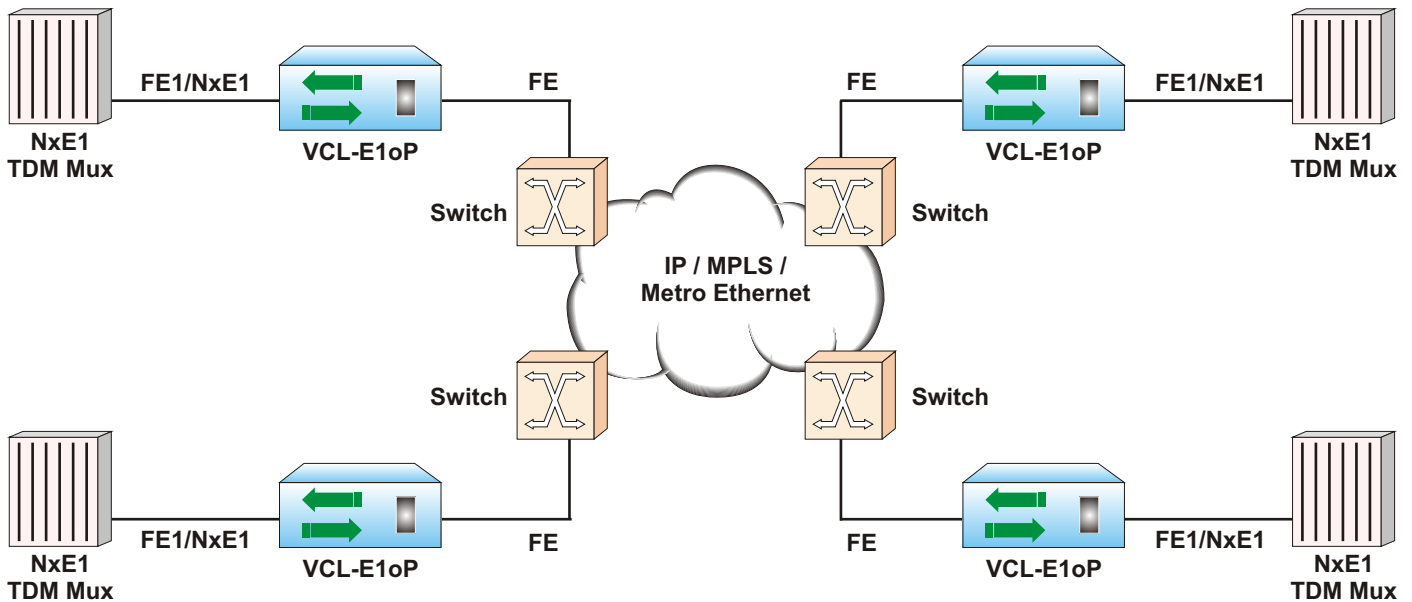 FE1/NxE1
FE
FE
FE1/NxE1
NxE1
TDM Mux
VCL-E1oP
VCL-E1oP
NxE1
TDM Mux
Switch
Switch
IP / MPLS /
Metro Ethernet
Switch
Switch
FE1/NxE1
FE
FE
FE1/NxE1
NxE1
TDM Mux
VCL-E1oP
VCL-E1oP
NxE1
TDM Mux